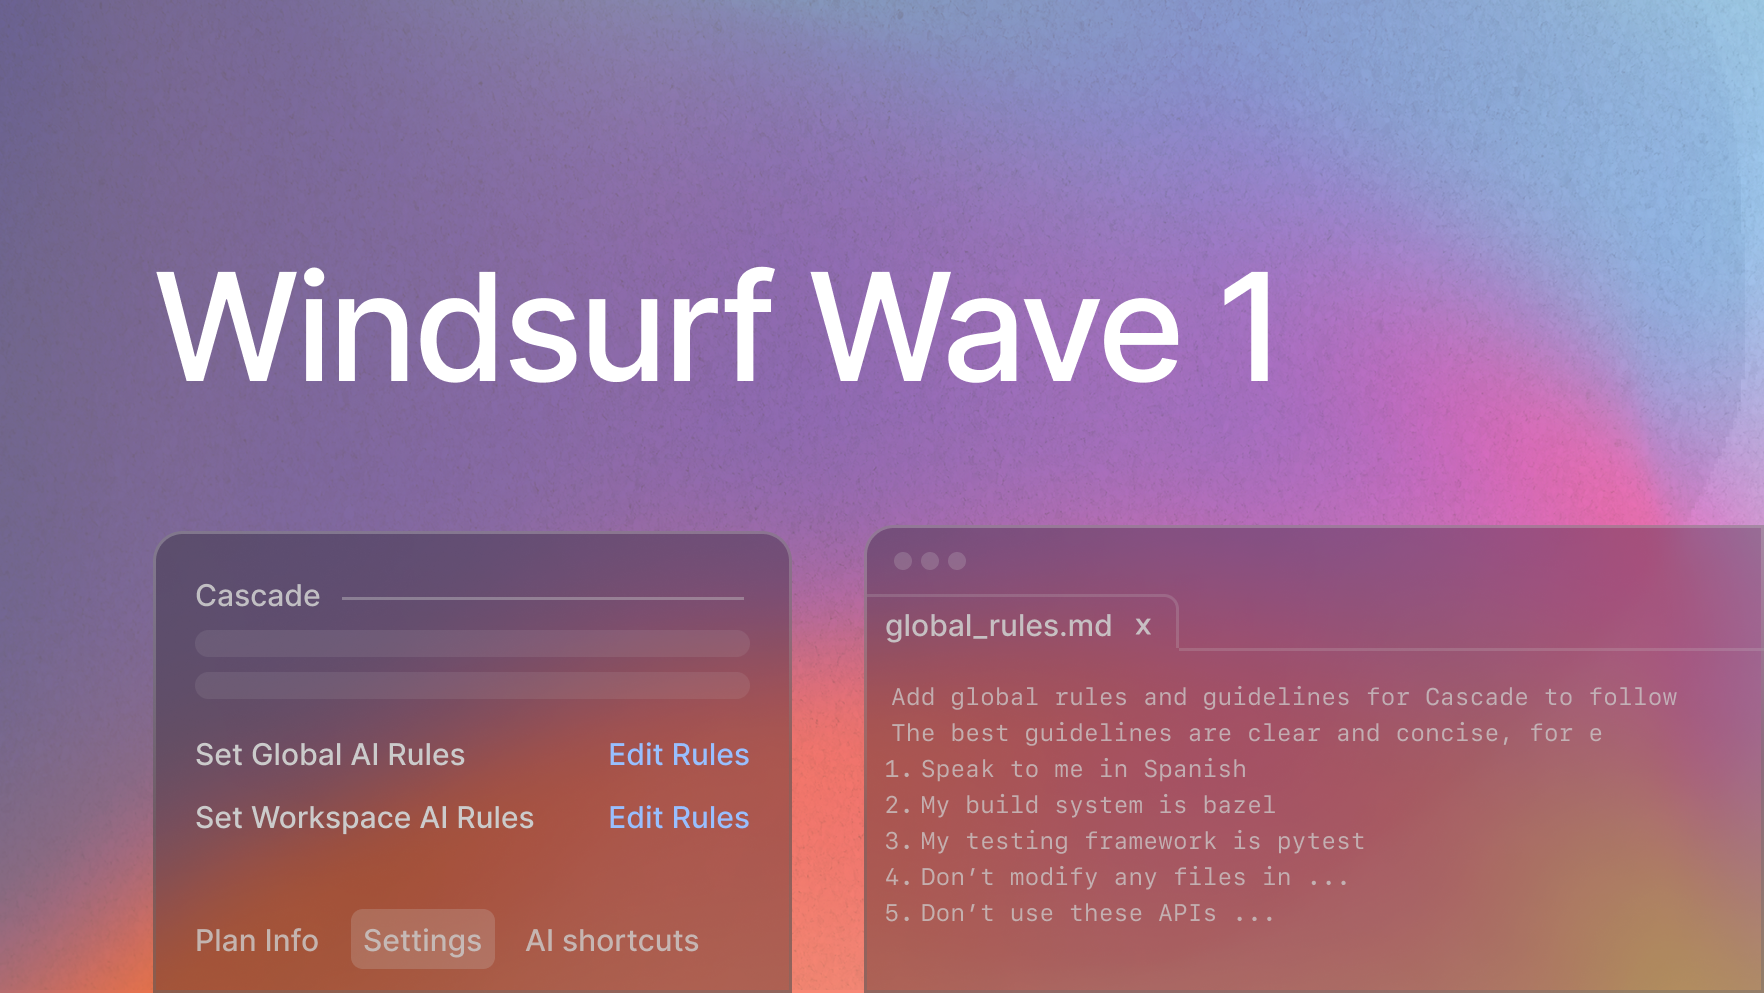 Windsurf Wave 1
Cascade
Set Global AI Rules Edit Rules
Set Workspace AI Rules Edit Rules
Plan Info Settings AI shortcuts
global_rules.md x
Add global rules and guidelines for Cascade to follow
The best guidelines are clear and concise, for e
1. Speak to me in Spanish
2. My build system is bazel
3. My testing framework is pytest
4. Don’t modify any files in ...
5. Don’t use these APIs ...